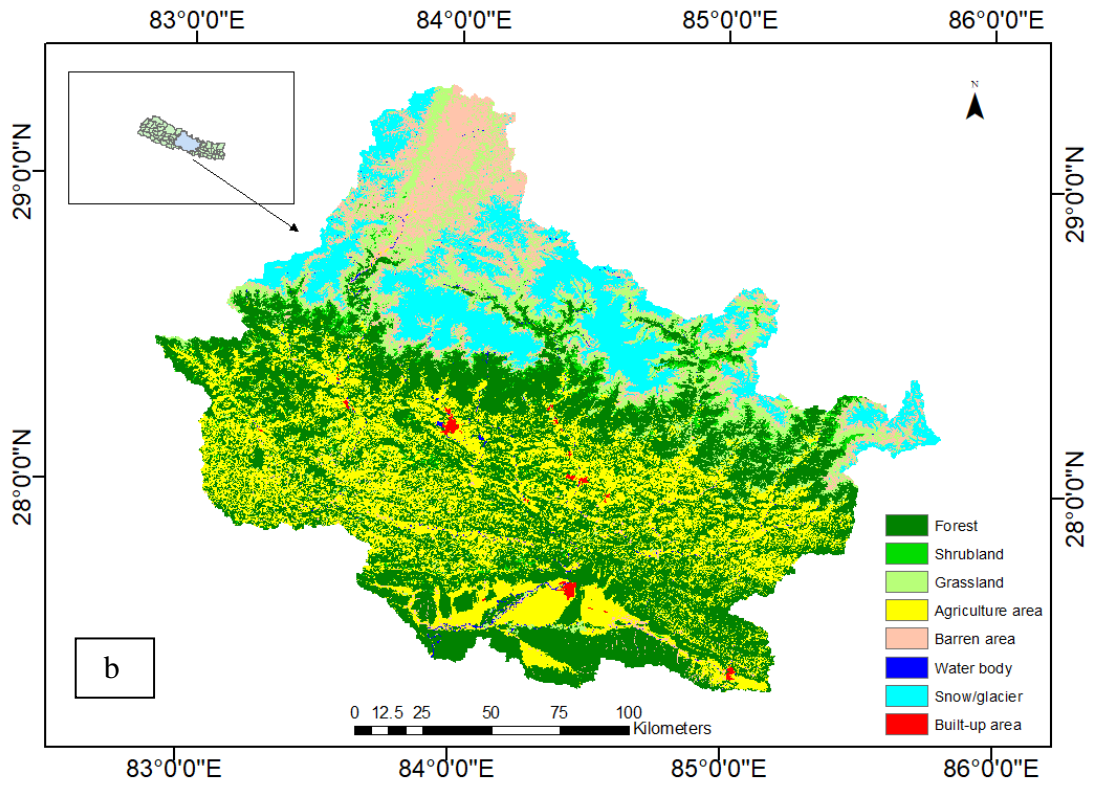 83°0'0"E 84°0'0"E 85°0'0"E 86°0'0"E
N
29°0'0"N
29°0'0"N
28°0'0"N
28°0'0"N
Forest
Shrubland
Grassland
Agriculture area
Barren area
Water body
Snow/glacier
Built-up area
b
0 12.5 25 50 75 100
Kilometers
83°0'0"E 84°0'0"E 85°0'0"E 86°0'0"E